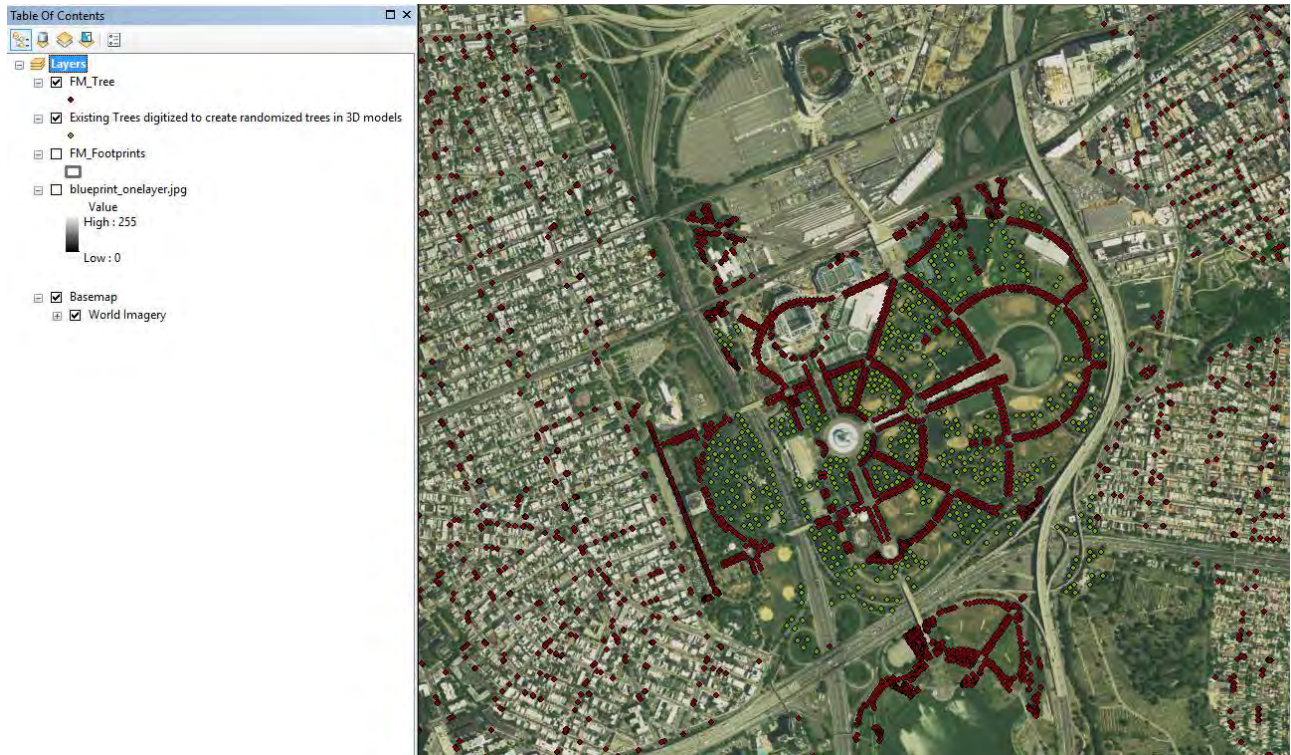 Table Of Contents
Layers
FM_Tree
Existing Trees digitized to create randomized trees in 3D models
FM_Footprints
blueprint_onelayer.jpg
Value
High : 255
Low : 0
Basemap
World Imagery